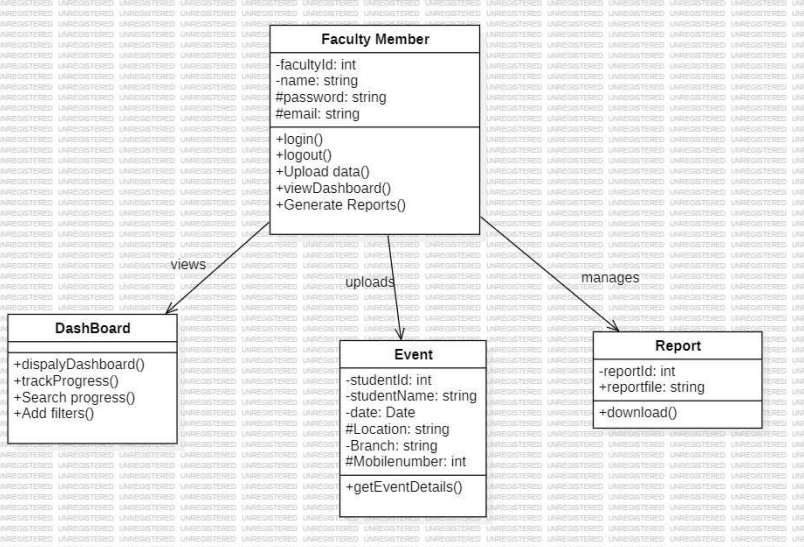 Faculty Member
-facultyId: int
-name: string
#password: string
#email: string
+login()
+logout()
+Upload data()
+viewDashboard()
+Generate Reports()
views
uploads
manages
DashBoard
+dispalyDashboard()
+trackProgress()
+Search progress()
+Add filters()
Event
-studentId: int
-studentName: string
-date: Date
#Location: string
-Branch: string
#Mobilenumber: int
+getEventDetails()
Report
-reportId: int
+reportfile: string
+download()
UNREGISTERED